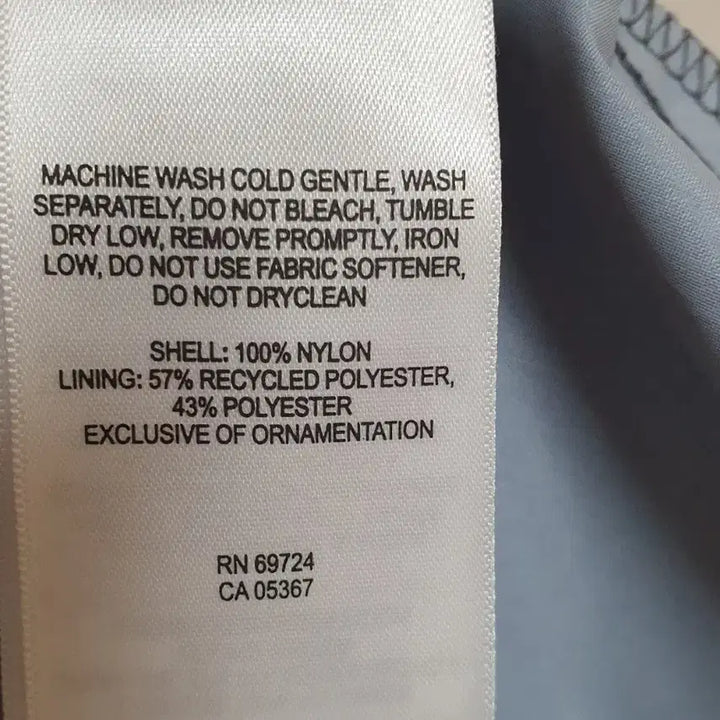 MACHINE WASH COLD GENTLE, WASH
SEPARATELY, DO NOT BLEACH, TUMBLE
DRY LOW, REMOVE PROMPTLY, IRON
LOW, DO NOT USE FABRIC SOFTENER,
DO NOT DRYCLEAN
SHELL: 100% NYLON
LINING: 57% RECYCLED POLYESTER,
43% POLYESTER
EXCLUSIVE OF ORNAMENTATION
RN 69724
CA 05367